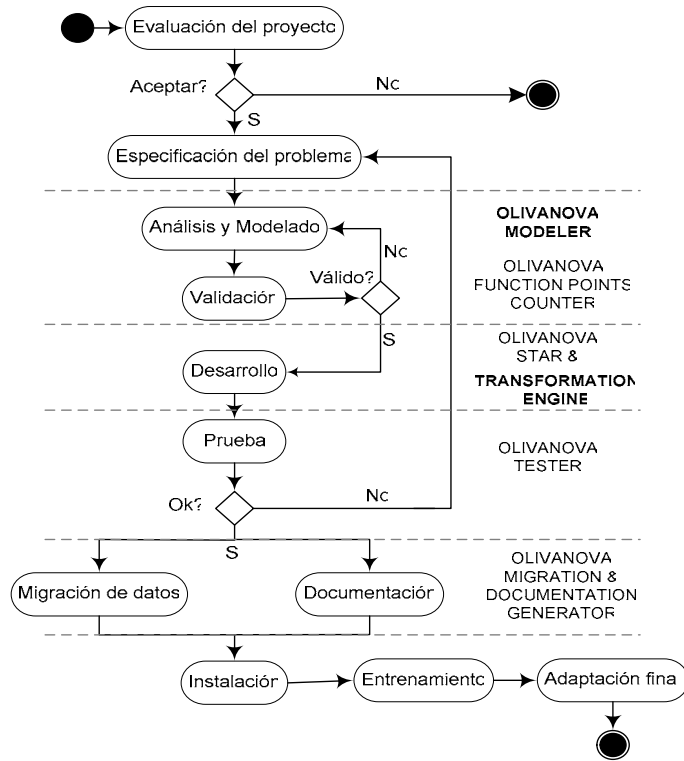 Evaluación del proyecto
Aceptar?
No
S
Especificación del problema
OLIVANOVA
MODELER
Análisis y Modelado
No
Válido?
OLIVANOVA
FUNCTION POINTS
COUNTER
Validación
S
OLIVANOVA
STAR &
TRANSFORMATION
ENGINE
Desarrollo
Prueba
OLIVANOVA
TESTER
Ok?
No
S
OLIVANOVA
MIGRATION &
DOCUMENTATION
GENERATOR
Migración de datos
Documentación
Instalación
Entrenamiento
Adaptación fina